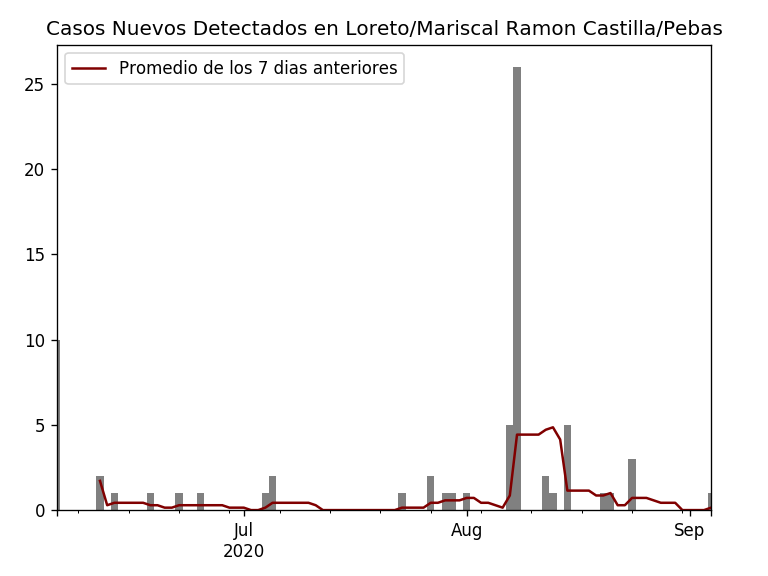 Casos Nuevos Detectados en Loreto/Mariscal Ramon Castilla/Pebas
Promedio de los 7 dias anteriores
25
20
15
10
5
0
Jul
2020
Aug
Sep